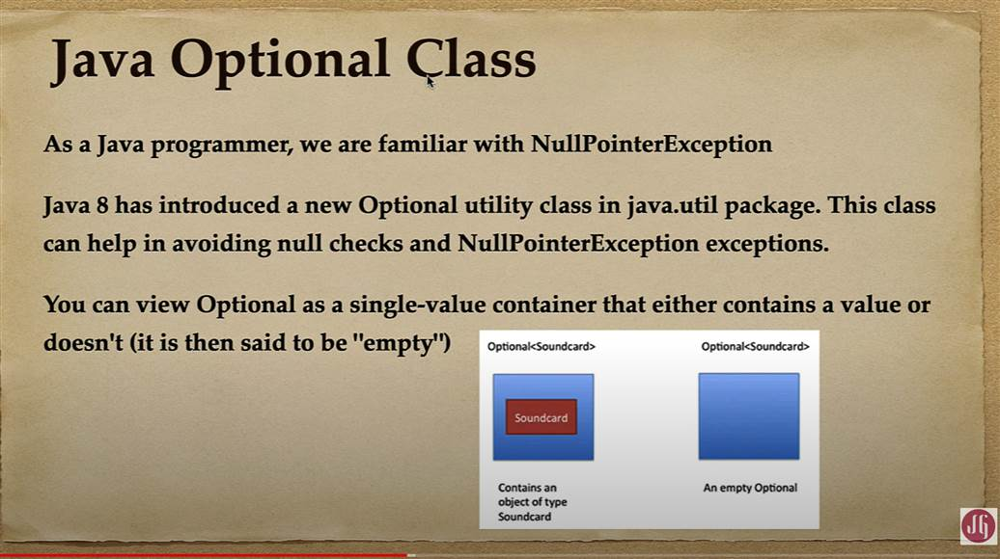 Java Optional Class
As a Java programmer, we are familiar with NullPointerException
Java 8 has introduced a new Optional utility class in java.util package. This class
can help in avoiding null checks and NullPointerException exceptions.
You can view Optional as a single-value container that either contains a value or
doesn't (it is then said to be "empty")
Optional<Soundcard>
Soundcard
Contains an
object of type
Soundcard
Optional<Soundcard>
An empty Optional